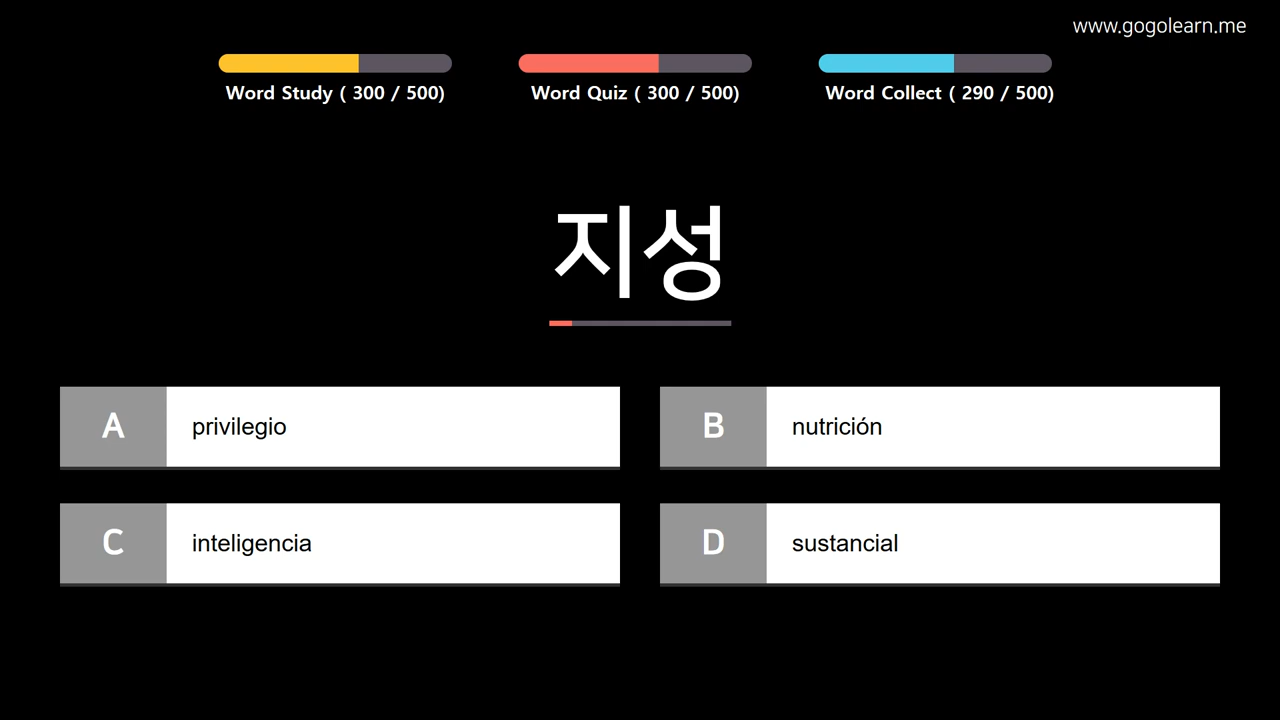 www.gogolearn.me
Word Study ( 300 / 500)
Word Quiz ( 300 / 500)
Word Collect ( 290 / 500)
지성
A privilegio
B nutrición
C inteligencia
D sustancial